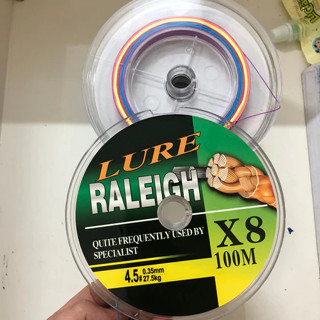 LURE
RALEIGH
QUITE FREQUENTLY USED BY
SPECIALIST
X8
100M
4.5# 0.35mm
27.5kg